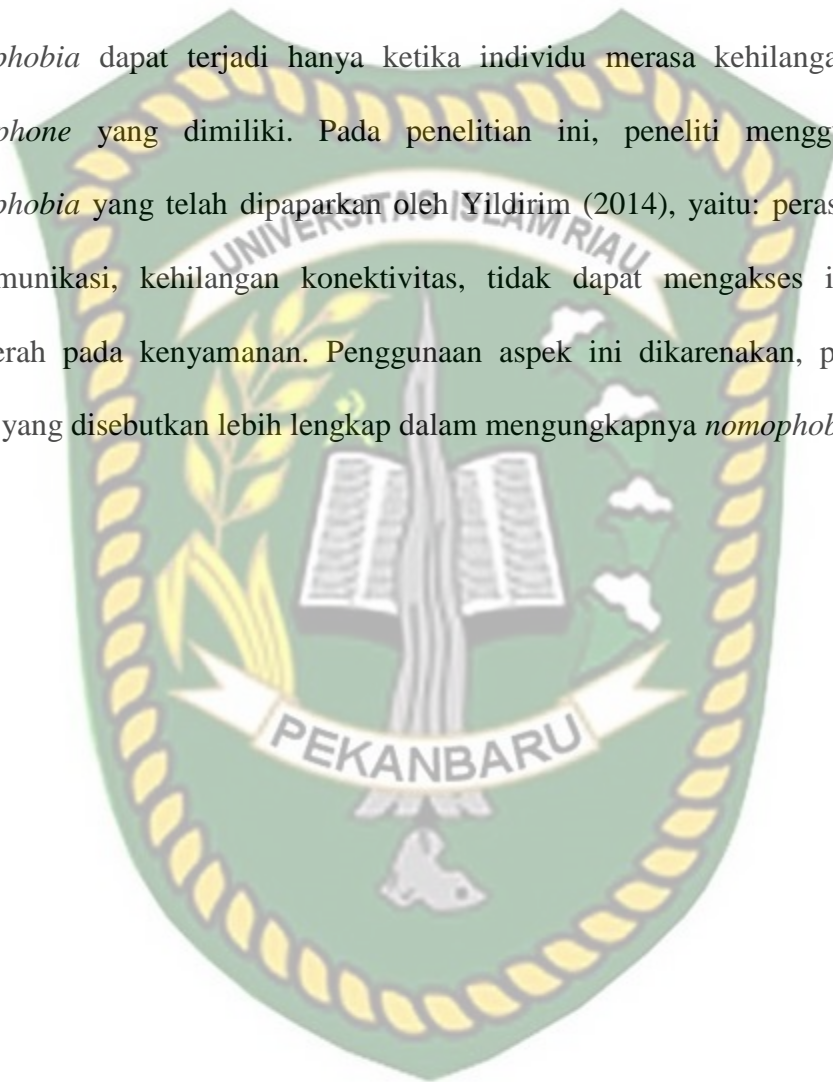 phobia dapat terjadi hanya ketika individu merasa kehilanga
phone yang dimiliki. Pada penelitian ini, peneliti mengg
phobia yang telah dipaparkan oleh Yildirim (2014), yaitu: peras
munikasi, kehilangan konektivitas, tidak dapat mengakses i
erah pada kenyamanan. Penggunaan aspek ini dikarenakan, p
yang disebutkan lebih lengkap dalam mengungkapnya nomophob
UNIVERSITAS ISLAM RIAU
PEKANBARU